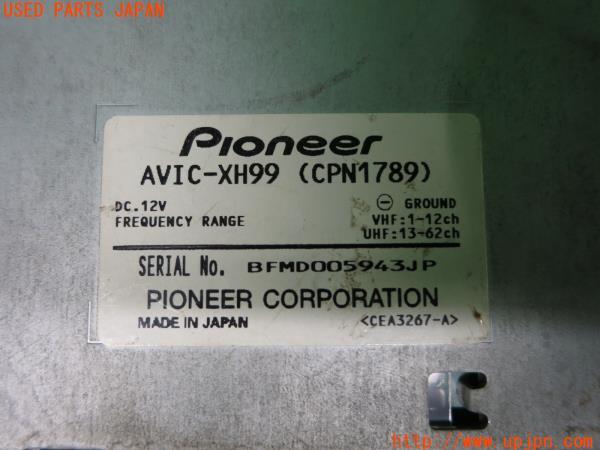 USED PARTS JAPAN
Pioneer
AVIC-XH99 (CPN1789)
DC.12V ⊖ GROUND
FREQUENCY RANGE VHF:1-12ch
UHF:13-62ch
SERIAL No. BFMD005943JP
PIONEER CORPORATION
MADE IN JAPAN <CEA3267-A>
http://www.upjpn.com